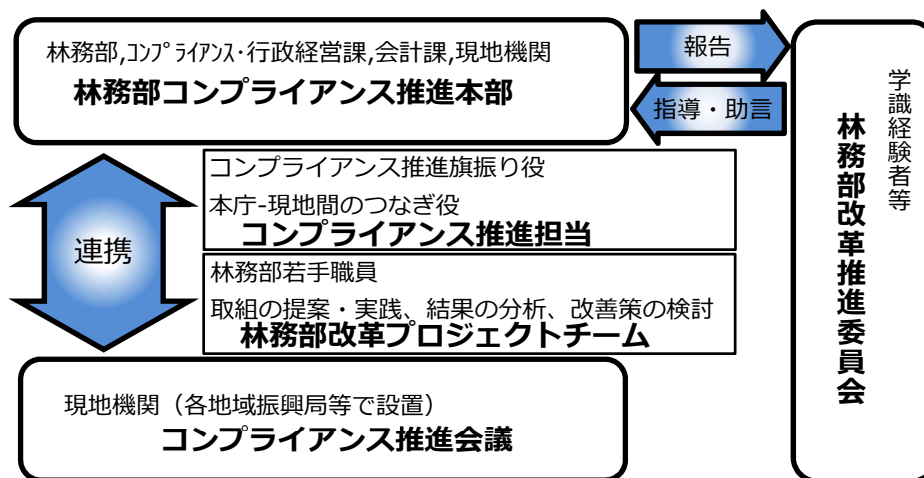 林務部,ｺﾝﾌﾟﾗｲｱﾝｽ・行政経営課,会計課,現地機関
林務部コンプライアンス推進本部
報告
指導・助言
学識経験者等
林務部改革推進委員会
連携
コンプライアンス推進旗振り役
本庁-現地間のつなぎ役
コンプライアンス推進担当
林務部若手職員
取組の提案・実践、結果の分析、改善策の検討
林務部改革プロジェクトチーム
現地機関（各地域振興局等で設置）
コンプライアンス推進会議